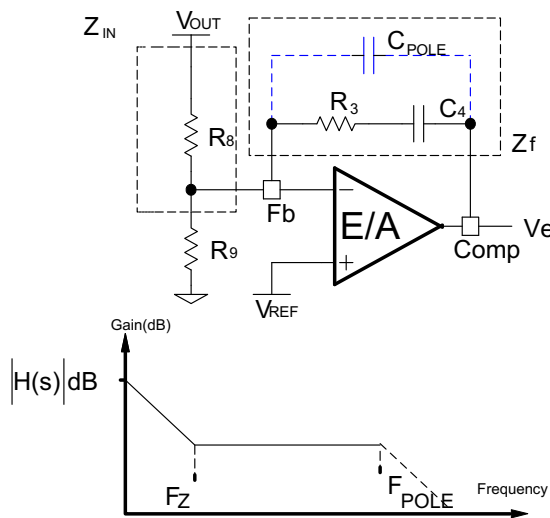 ZIN
VOUT
CPOLE
R3
C4
R8
Zf
Fb
E/A
Ve
Comp
R9
VREF
Gain(dB)
|H(s)|dB
FZ
FPOLE
Frequency